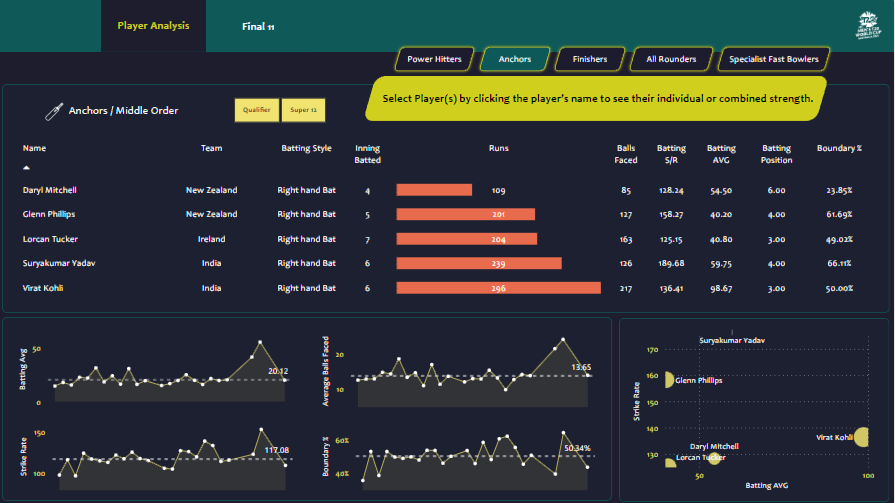 Player Analysis
Final 11
Power Hitters
Anchors
Finishers
All Rounders
Specialist Fast Bowlers
Select Player(s) by clicking the player's name to see their individual or combined strength.
Anchors / Middle Order
Qualifier
Super 12
Name Team Batting Style Inning Batted Runs Balls Faced Batting S/R Batting AVG Batting Position Boundary %
Daryl Mitchell New Zealand Right hand Bat 4 109 85 128.24 54.50 6.00 23.85%
Glenn Phillips New Zealand Right hand Bat 5 201 127 158.27 40.20 4.00 61.69%
Lorcan Tucker Ireland Right hand Bat 7 204 163 125.15 40.80 3.00 49.02%
Suryakumar Yadav India Right hand Bat 6 239 126 189.68 59.75 4.00 66.11%
Virat Kohli India Right hand Bat 6 296 217 136.41 98.67 3.00 50.00%
Batting Avg
50
0
20.12
Average Balls Faced
20
10
13.65
Strike Rate
150
100
117.08
Boundary %
60%
40%
50.34%
Strike Rate
170
160
150
140
130
Suryakumar Yadav
Glenn Phillips
Virat Kohli
Daryl Mitchell
Lorcan Tucker
50
100
Batting AVG